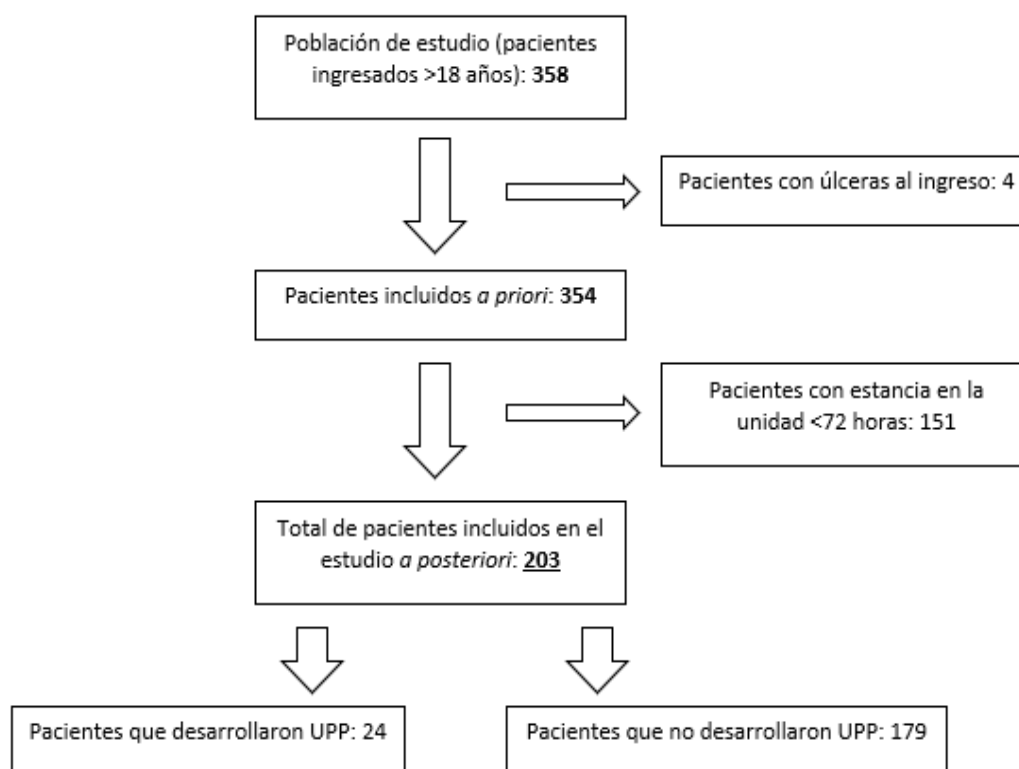 Población de estudio (pacientes
ingresados >18 años): 358
Pacientes con úlceras al ingreso: 4
Pacientes incluidos a priori: 354
Pacientes con estancia en la
unidad <72 horas: 151
Total de pacientes incluidos en el
estudio a posteriori: 203
Pacientes que desarrollaron UPP: 24
Pacientes que no desarrollaron UPP: 179